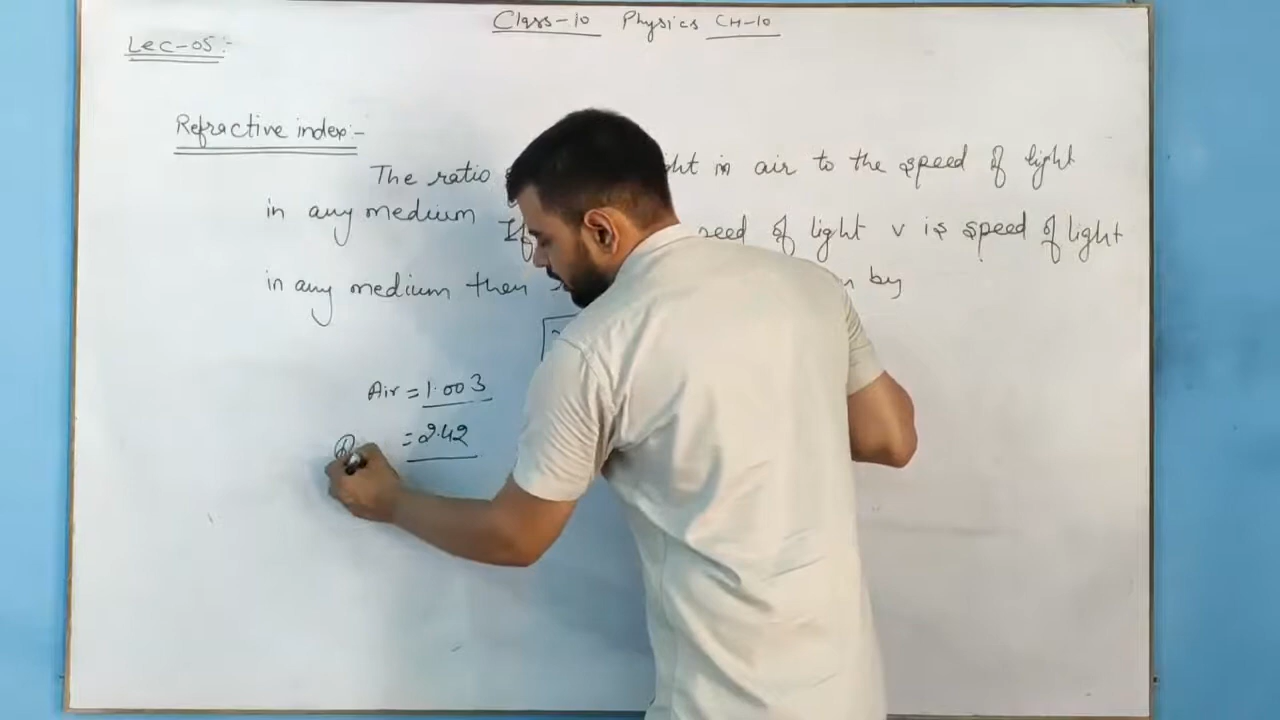 Class-10 Physics CH-10
Lec-05:-
Refractive index:-
The ratio in air to the speed of light
in any medium If of light v is speed of light
in any medium then by
Air = 1.003
= 2.42